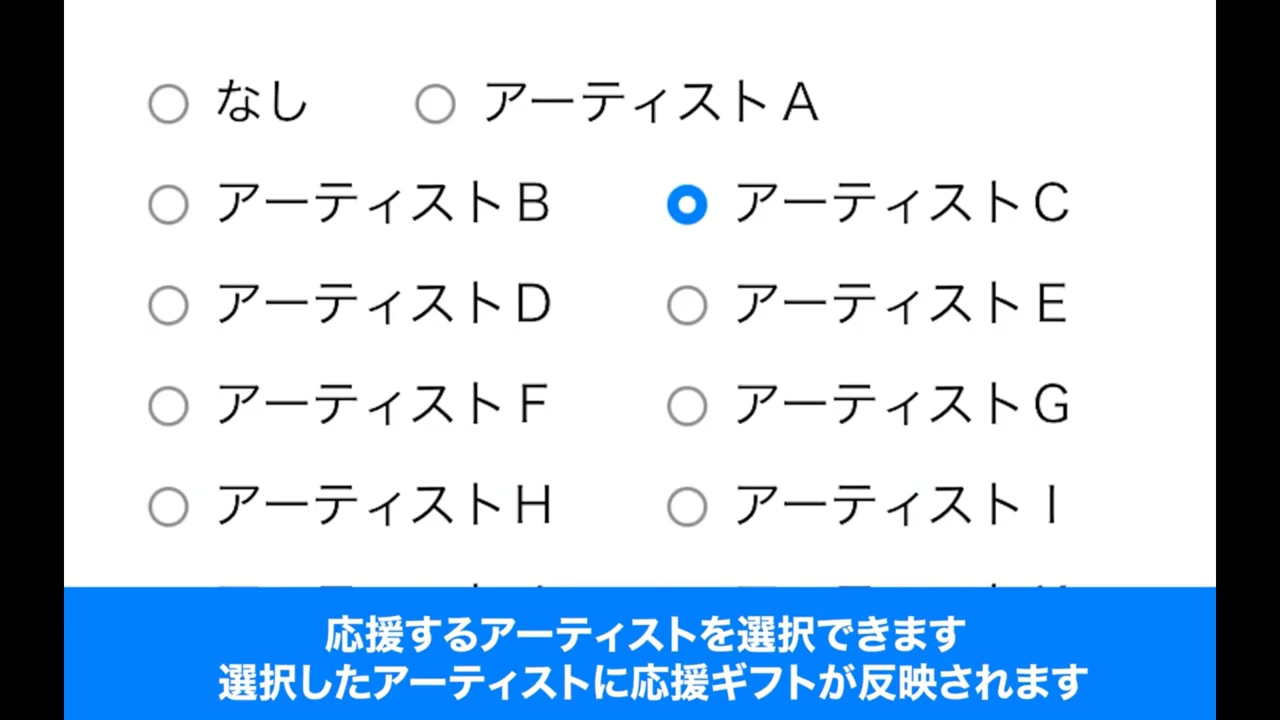 なし アーティストA
アーティストB アーティストC
アーティストD アーティストE
アーティストF アーティストG
アーティストH アーティストI
応援するアーティストを選択できます
選択したアーティストに応援ギフトが反映されます